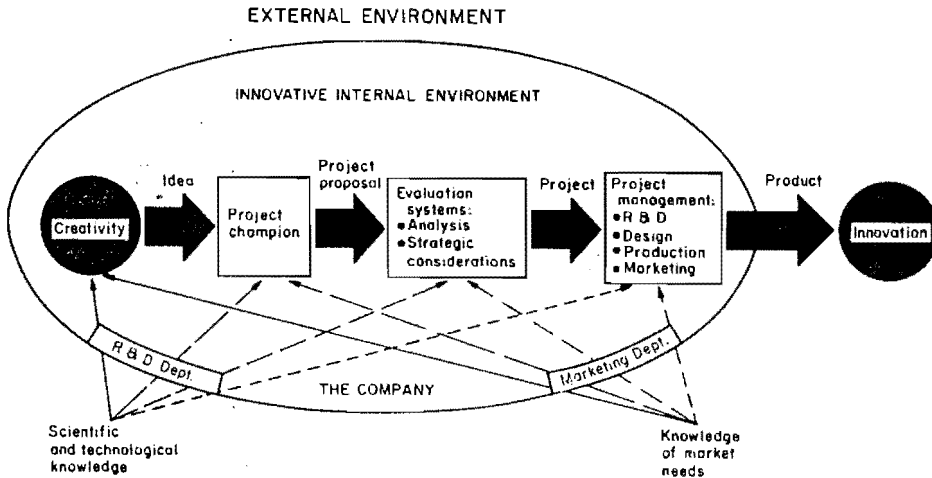 EXTERNAL ENVIRONMENT
INNOVATIVE INTERNAL ENVIRONMENT
Idea
Project
proposal
Project
Product
Creativity
Project
champion
Evaluation
systems:
• Analysis
• Strategic
considerations
Project
management:
• R & D
• Design
• Production
• Marketing
Innovation
R & D Dept.
THE COMPANY
Marketing Dept.
Scientific
and technological
knowledge
Knowledge
of market
needs